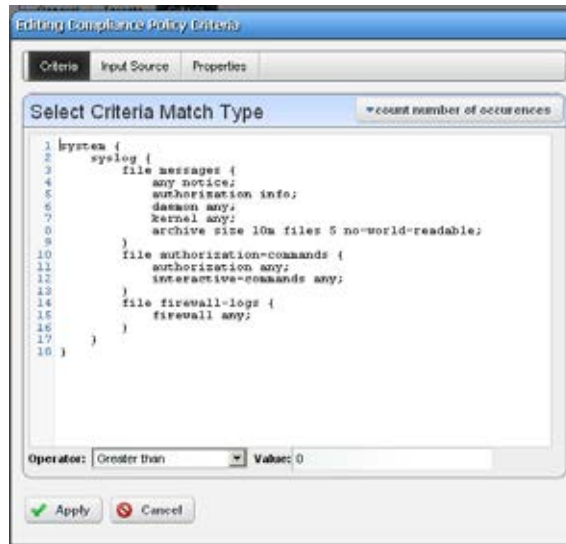 Editing Compliance Policy Criteria
Criteria Input Source Properties
Select Criteria Match Type count number of occurences
1 system {
2 syslog {
3 file messages {
4 any notice;
5 authorization info;
6 daemon any;
7 kernel any;
8 archive size 10m files 5 no-world-readable;
9 }
10 file authorization-commands {
11 authorization any;
12 interactive-commands any;
13 }
14 file firewall-logs {
15 firewall any;
16 }
17 }
18 }
Operator: Greater than Value: 0
Apply Cancel